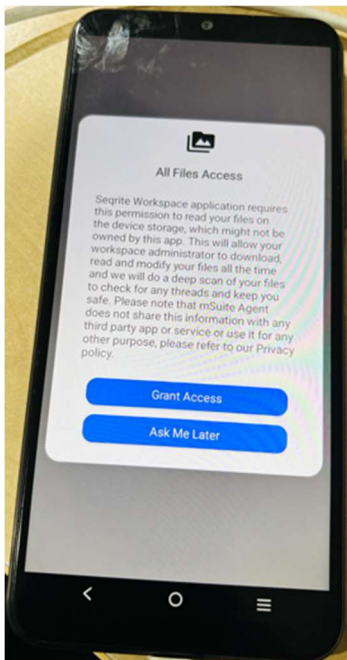 All Files Access
Seqrite Workspace application requires
this permission to read your files on
the device storage, which might not be
owned by this app. This will allow your
workspace administrator to download,
read and modify your files all the time
and we will do a deep scan of your files
to check for any threads and keep you
safe. Please note that mSuite Agent
does not share this information with any
third party app or service or use it for any
other purpose, please refer to our Privacy
policy.
Grant Access
Ask Me Later